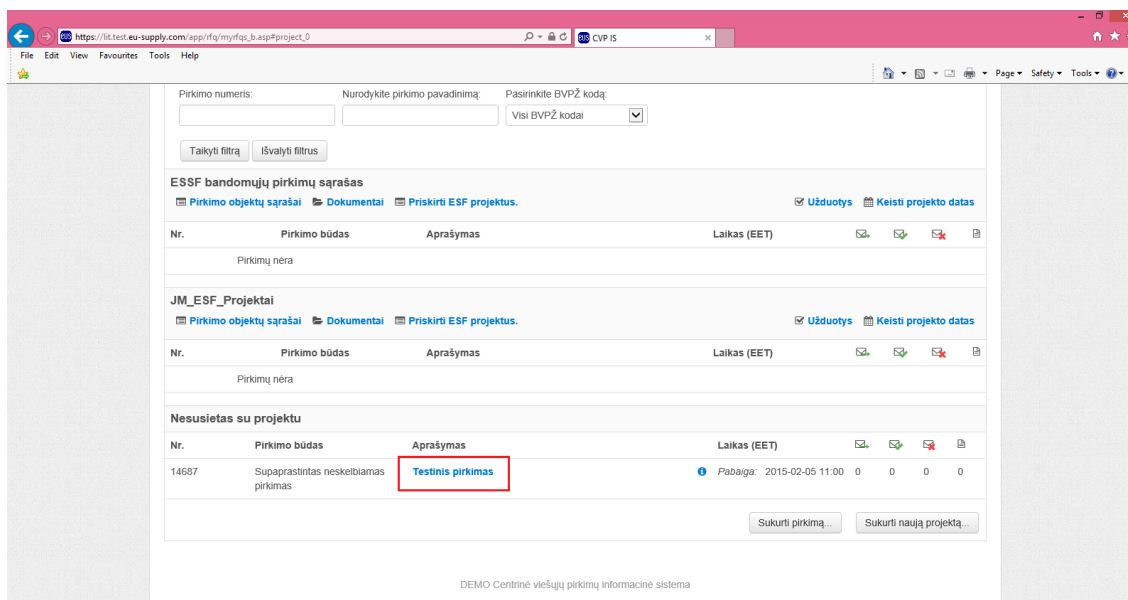 https://lit.test.eu-supply.com/app/rfq/myrfqs_b.asp#project_0
eus CVP IS
File Edit View Favourites Tools Help
Page Safety Tools
Pirkimo numeris: Nurodykite pirkimo pavadinimą: Pasirinkite BVPŽ kodą:
Visi BVPŽ kodai
Taikyti filtrą Išvalyti filtrus
ESSF bandomųjų pirkimų sąrašas
Pirkimo objektų sąrašai Dokumentai Priskirti ESF projektus. Užduotys Keisti projekto datas
Nr. Pirkimo būdas Aprašymas Laikas (EET)
Pirkimų nėra
JM_ESF_Projektai
Pirkimo objektų sąrašai Dokumentai Priskirti ESF projektus. Užduotys Keisti projekto datas
Nr. Pirkimo būdas Aprašymas Laikas (EET)
Pirkimų nėra
Nesusietas su projektu
Nr. Pirkimo būdas Aprašymas Laikas (EET)
14687 Supaprastintas neskelbiamas Testinis pirkimas Pabaiga: 2015-02-05 11:00 0 0 0 0
pirkimas
Sukurti pirkimą... Sukurti naują projektą...
DEMO Centrinė viešųjų pirkimų informacinė sistema